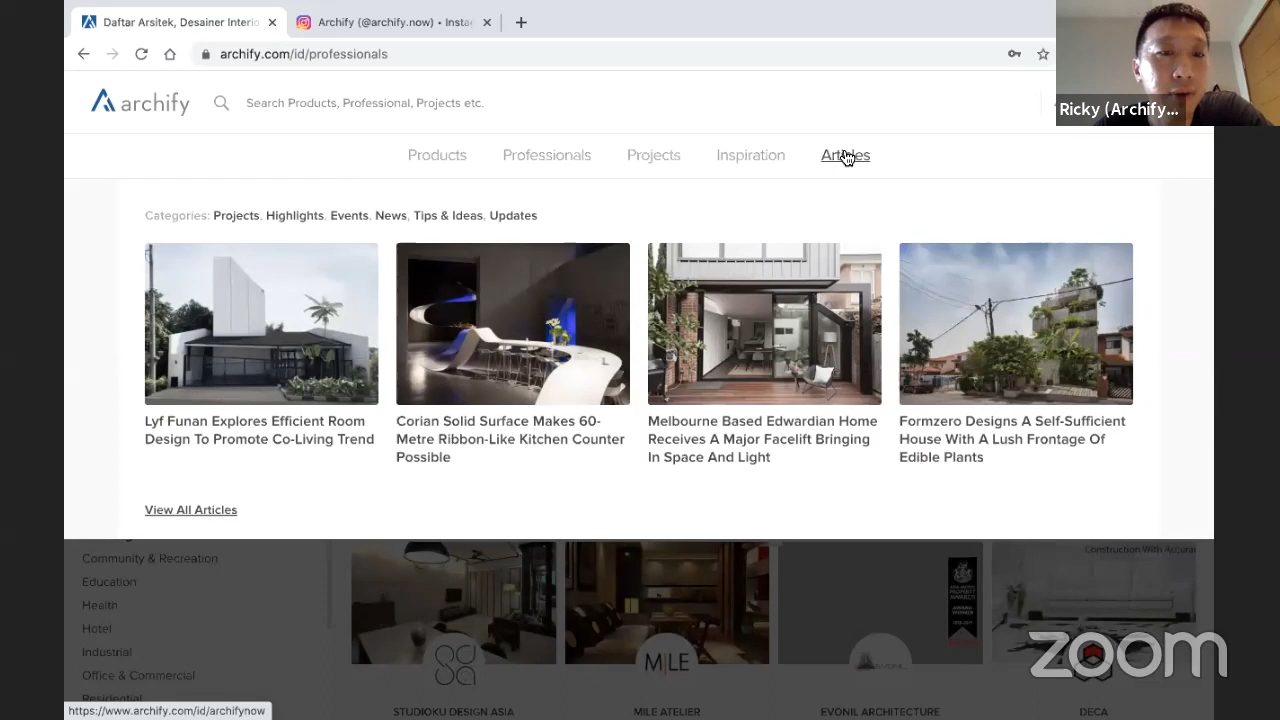 Daftar Arsitek, Desainer Interio
Archify (@archify.now) • Insta
archify.com/id/professionals
archify
Search Products, Professional, Projects etc.
Ricky (Archify...
Products Professionals Projects Inspiration Articles
Categories: Projects, Highlights, Events, News, Tips & Ideas, Updates
Lyf Funan Explores Efficient Room
Design To Promote Co-Living Trend
Corian Solid Surface Makes 60-
Metre Ribbon-Like Kitchen Counter
Possible
Melbourne Based Edwardian Home
Receives A Major Facelift Bringing
In Space And Light
Formzero Designs A Self-Sufficient
House With A Lush Frontage Of
Edible Plants
View All Articles
Community & Recreation
Education
Health
Hotel
Industrial
Office & Commercial
Residential
https://www.archify.com/id/archifynow
Construction With Accura
MILE
EVONIL
STUDIOKU DESIGN ASIA
MILE ATELIER
EVONIL ARCHITECTURE
DECA
zoom